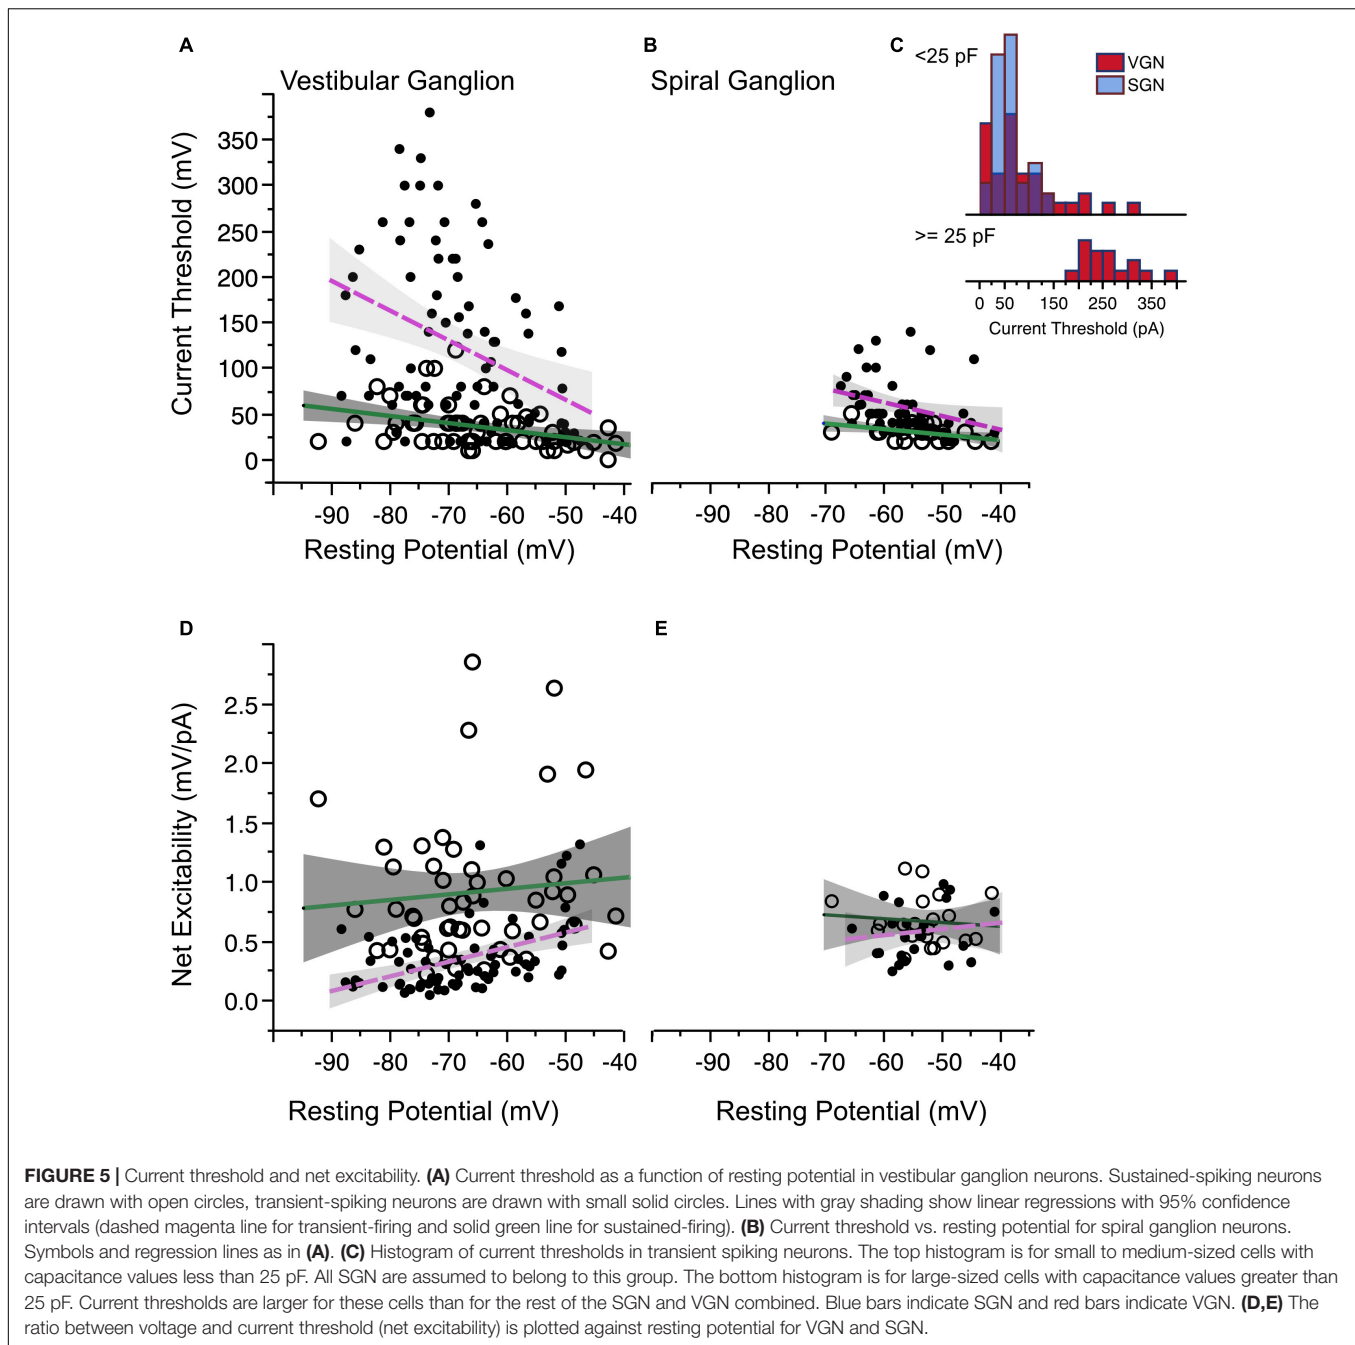 A
B
C
Vestibular Ganglion
Spiral Ganglion
<25 pF
VGN
SGN
>= 25 pF
0 50 150 250 350
Current Threshold (pA)
Current Threshold (mV)
350
300
250
200
150
100
50
0
-90 -80 -70 -60 -50 -40
Resting Potential (mV)
-90 -80 -70 -60 -50 -40
Resting Potential (mV)
D
E
Net Excitability (mV/pA)
2.5
2.0
1.5
1.0
0.5
0.0
-90 -80 -70 -60 -50 -40
Resting Potential (mV)
-90 -80 -70 -60 -50 -40
Resting Potential (mV)
FIGURE 5 | Current threshold and net excitability. (A) Current threshold as a function of resting potential in vestibular ganglion neurons. Sustained-spiking neurons
are drawn with open circles, transient-spiking neurons are drawn with small solid circles. Lines with gray shading show linear regressions with 95% confidence
intervals (dashed magenta line for transient-firing and solid green line for sustained-firing). (B) Current threshold vs. resting potential for spiral ganglion neurons.
Symbols and regression lines as in (A). (C) Histogram of current thresholds in transient spiking neurons. The top histogram is for small to medium-sized cells with
capacitance values less than 25 pF. All SGN are assumed to belong to this group. The bottom histogram is for large-sized cells with capacitance values greater than
25 pF. Current thresholds are larger for these cells than for the rest of the SGN and VGN combined. Blue bars indicate SGN and red bars indicate VGN. (D,E) The
ratio between voltage and current threshold (net excitability) is plotted against resting potential for VGN and SGN.